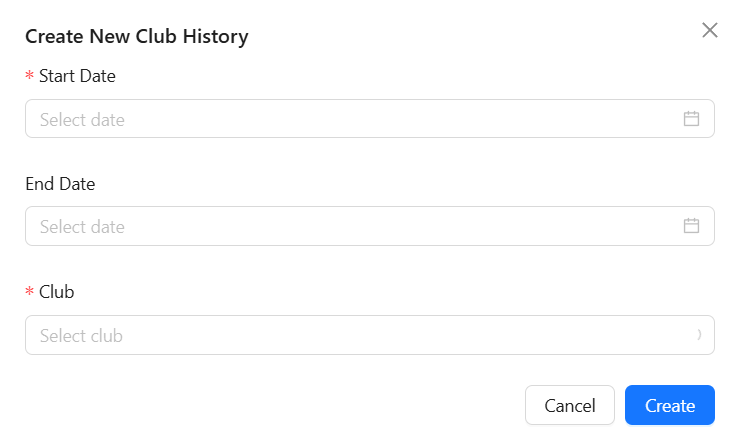 Create New Club History
* Start Date
Select date
End Date
Select date
* Club
Select club
Cancel
Create